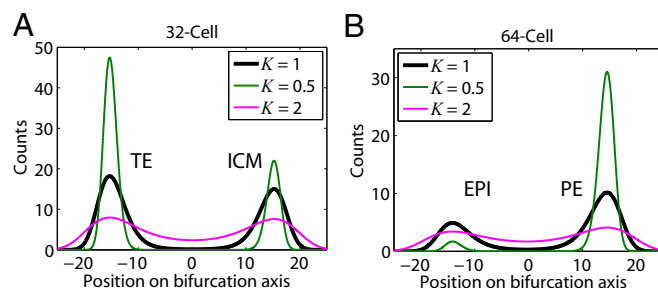 A
32-Cell
50
40
30
20
10
0
Counts
K = 1
K = 0.5
K = 2
TE
ICM
−20 −10 0 10 20
Position on bifurcation axis
B
64-Cell
30
20
10
0
Counts
K = 1
K = 0.5
K = 2
EPI
PE
−20 −10 0 10 20
Position on bifurcation axis